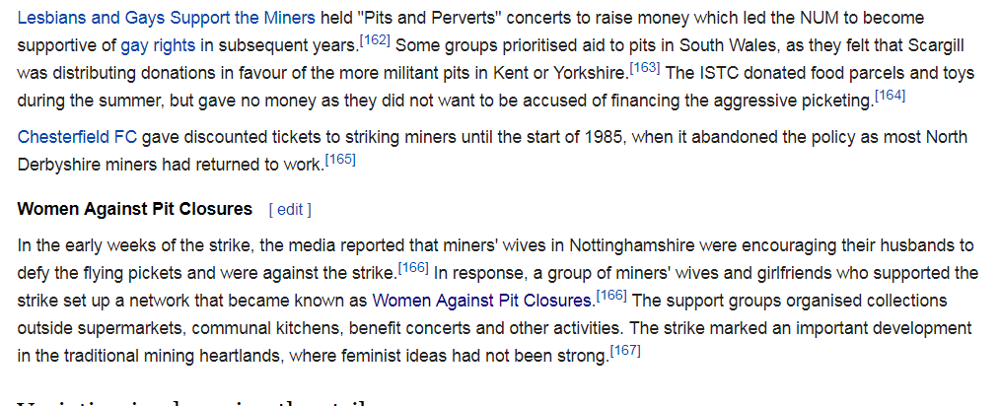 Lesbians and Gays Support the Miners held "Pits and Perverts" concerts to raise money which led the NUM to become
supportive of gay rights in subsequent years.[162] Some groups prioritised aid to pits in South Wales, as they felt that Scargill
was distributing donations in favour of the more militant pits in Kent or Yorkshire.[163] The ISTC donated food parcels and toys
during the summer, but gave no money as they did not want to be accused of financing the aggressive picketing.[164]
Chesterfield FC gave discounted tickets to striking miners until the start of 1985, when it abandoned the policy as most North
Derbyshire miners had returned to work.[165]
Women Against Pit Closures [ edit ]
In the early weeks of the strike, the media reported that miners' wives in Nottinghamshire were encouraging their husbands to
defy the flying pickets and were against the strike.[166] In response, a group of miners' wives and girlfriends who supported the
strike set up a network that became known as Women Against Pit Closures.[166] The support groups organised collections
outside supermarkets, communal kitchens, benefit concerts and other activities. The strike marked an important development
in the traditional mining heartlands, where feminist ideas had not been strong.[167]